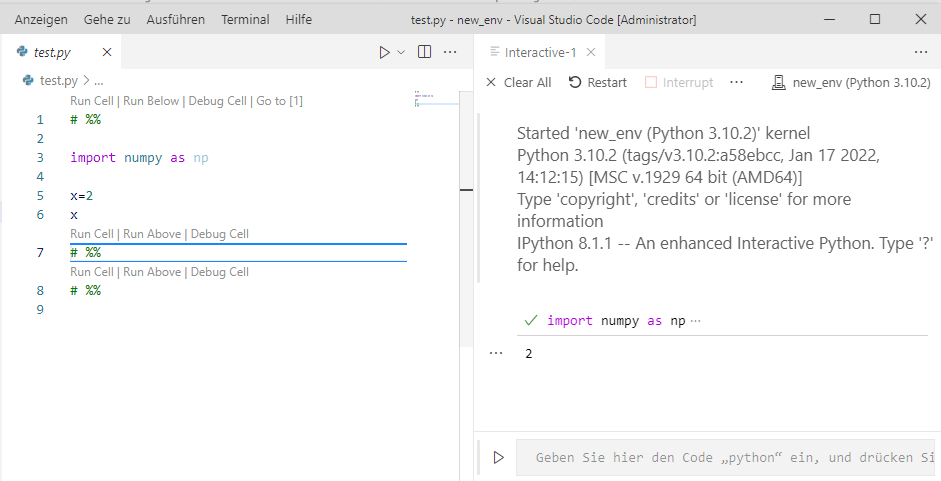 Anzeigen Gehe zu Ausführen Terminal Hilfe test.py - new_env - Visual Studio Code [Administrator]
test.py
test.py > ...
Run Cell | Run Below | Debug Cell | Go to [1]
1 # %%
2
3 import numpy as np
4
5 x=2
6 x
Run Cell | Run Above | Debug Cell
7 # %%
Run Cell | Run Above | Debug Cell
8 # %%
9
Interactive-1
Clear All Restart Interrupt ... new_env (Python 3.10.2)
Started 'new_env (Python 3.10.2)' kernel
Python 3.10.2 (tags/v3.10.2:a58ebcc, Jan 17 2022,
14:12:15) [MSC v.1929 64 bit (AMD64)]
Type 'copyright', 'credits' or 'license' for more
information
IPython 8.1.1 -- An enhanced Interactive Python. Type '?'
for help.
import numpy as np ...
... 2
Geben Sie hier den Code „python“ ein, und drücken Si